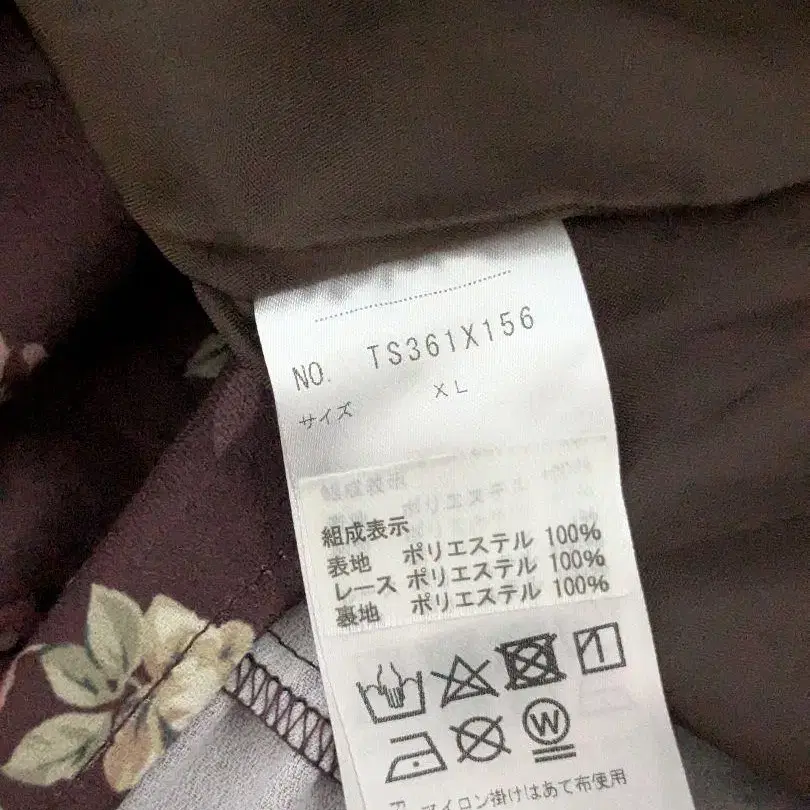 NO. TS361X156
サイズ XL
組成表示
表地 ポリエステル 100%
レース ポリエステル 100%
裏地 ポリエステル 100%
W
アイロン掛けはあて布使用